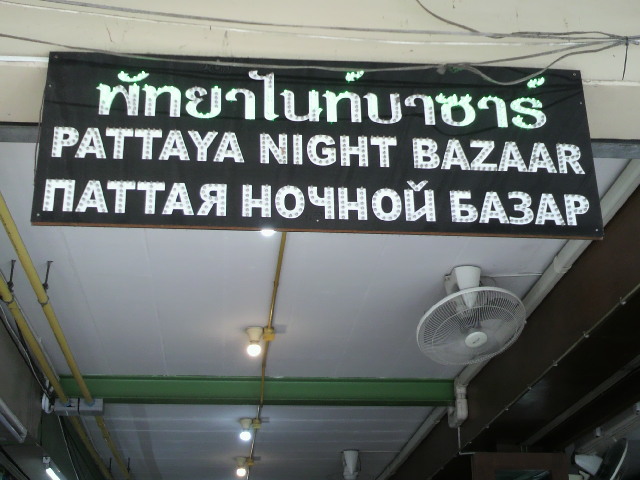 พัทยาไนท์บาซาร์
PATTAYA NIGHT BAZAAR
ПАТТАЯ НОЧНОЙ БАЗАР